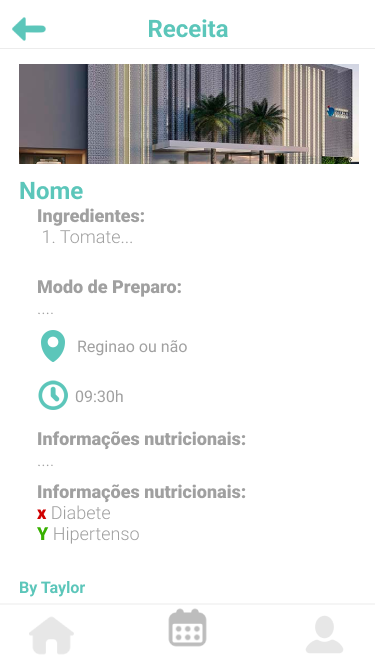 Receita
Nome
Ingredientes:
1. Tomate...
Modo de Preparo:
....
Reginao ou não
09:30h
Informações nutricionais:
....
Informações nutricionais:
x Diabete
Y Hipertenso
By Taylor